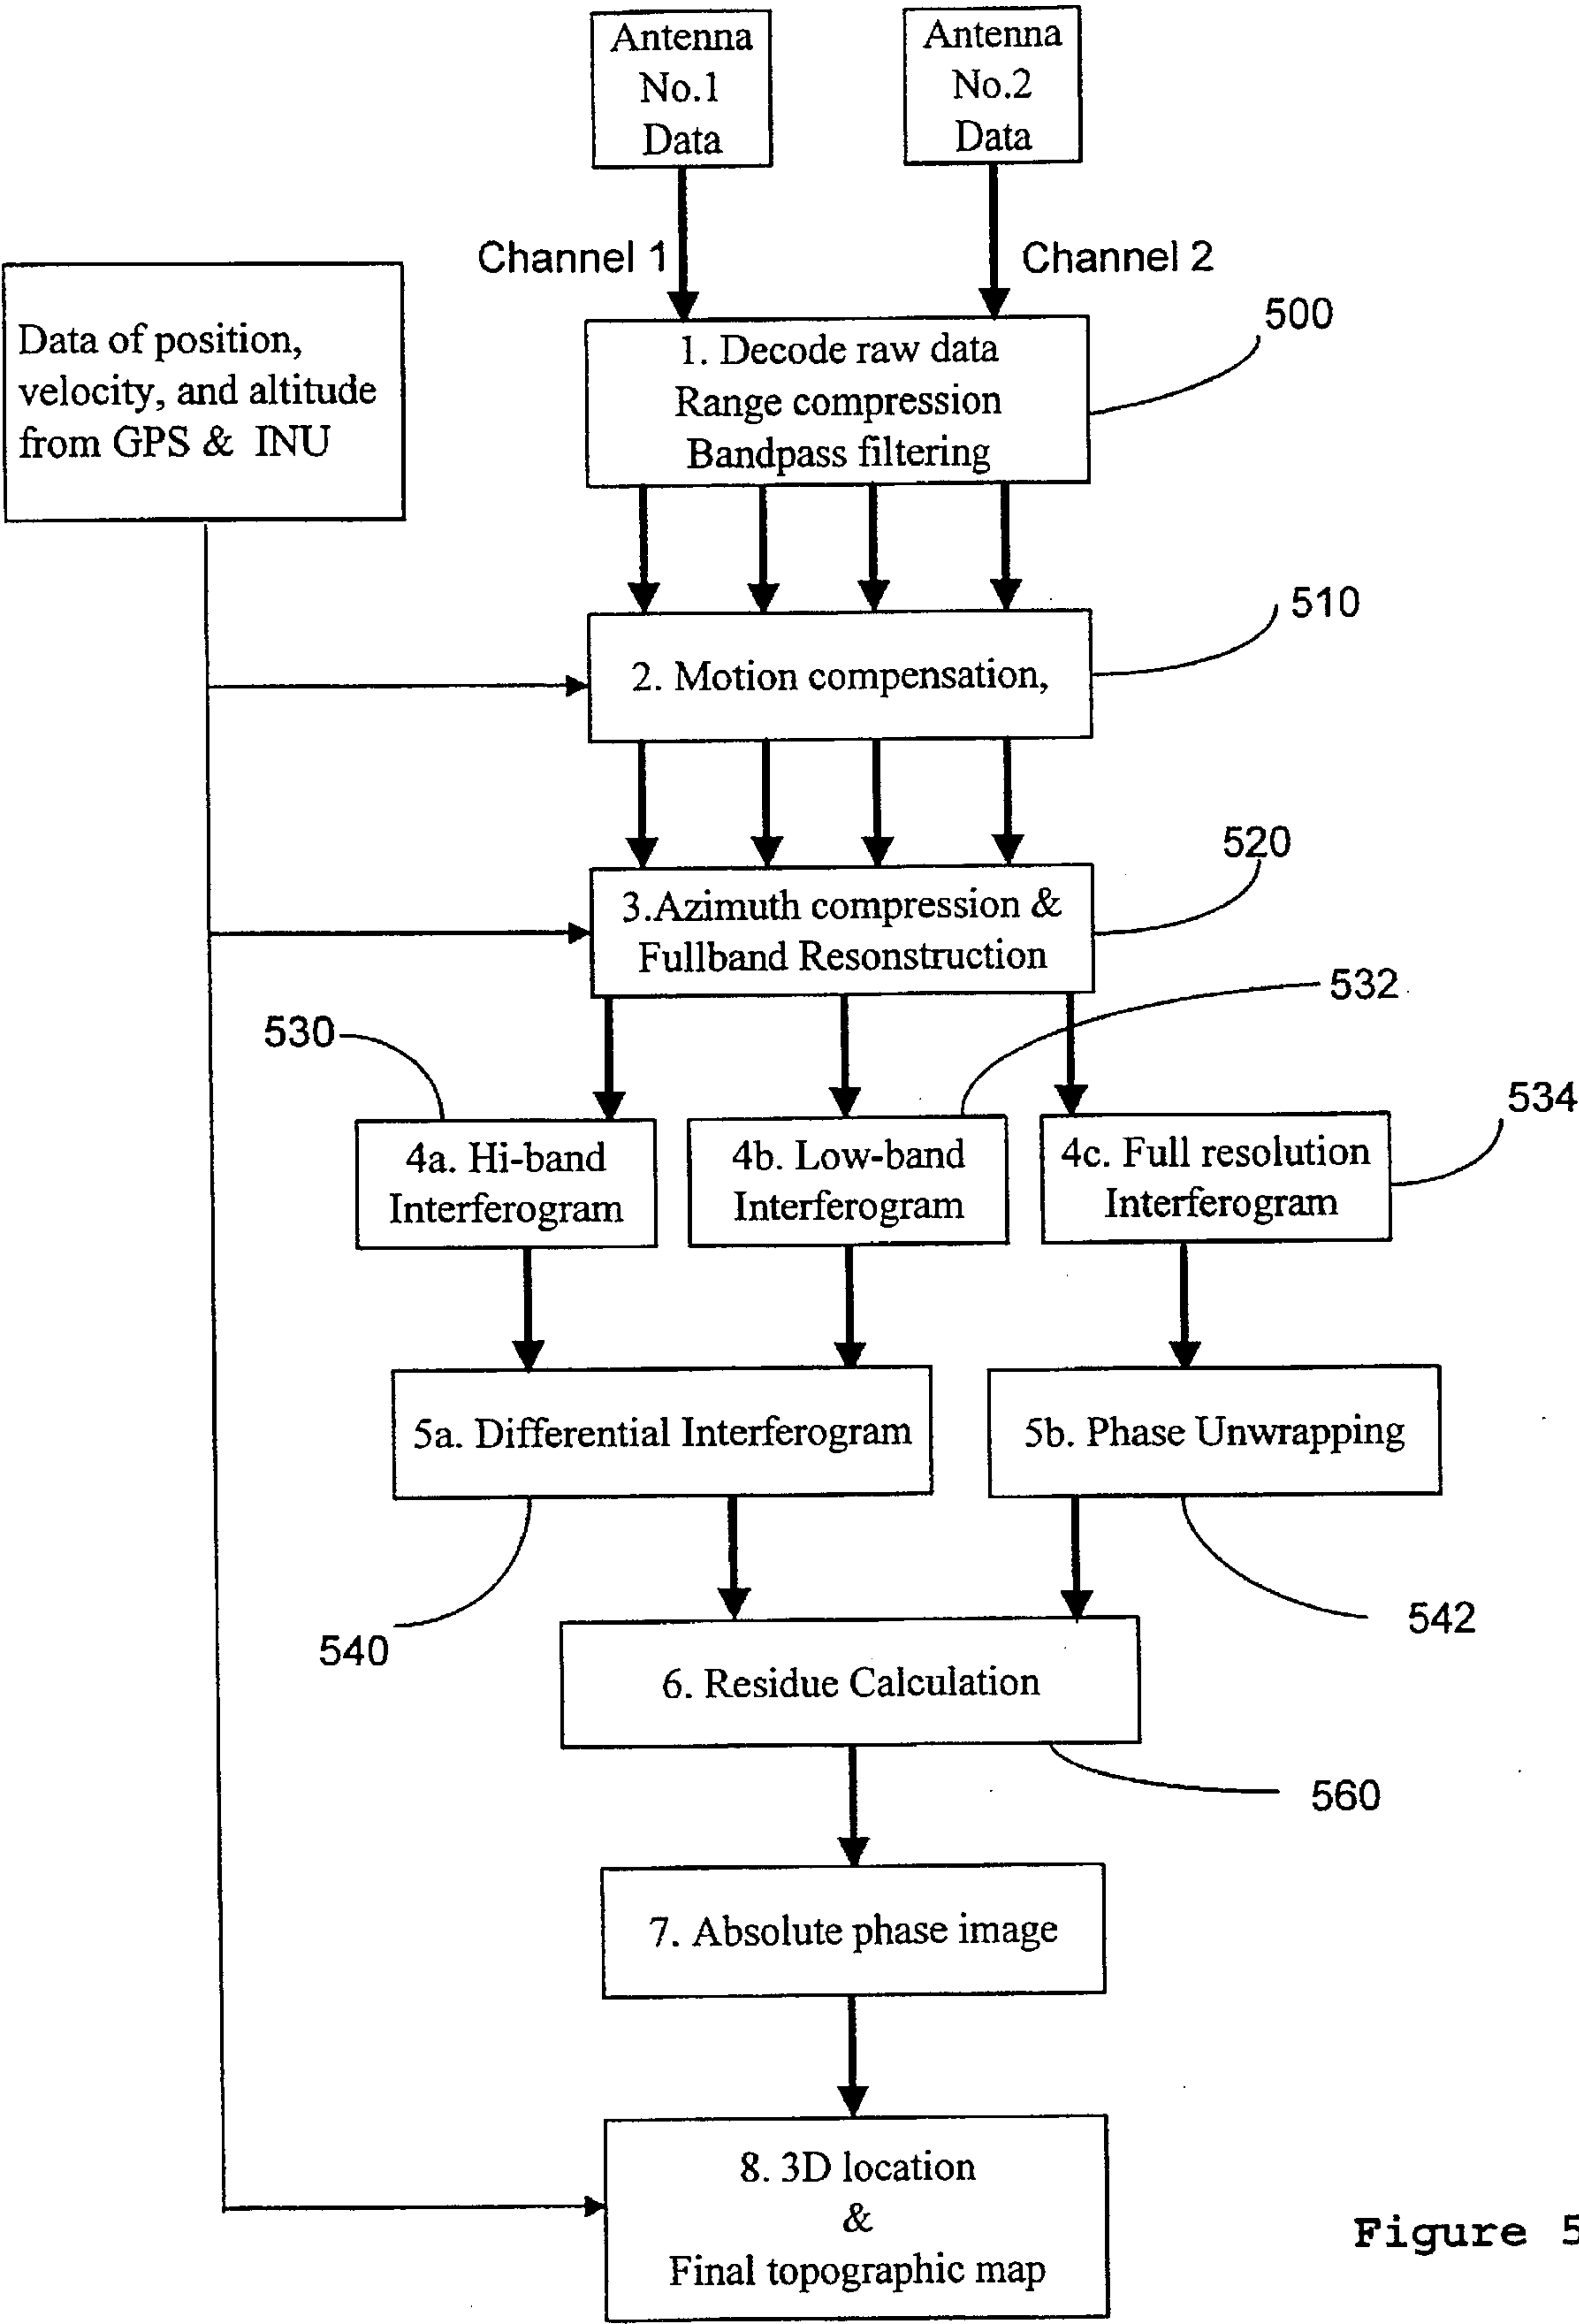 Antenna
No.1
Data
Antenna
No.2
Data
Channel 1
Channel 2
500
Data of position,
velocity, and altitude
from GPS & INU
1. Decode raw data
Range compression
Bandpass filtering
510
2. Motion compensation,
520
3.Azimuth compression &
Fullband Resonstruction
530
532
534
4a. Hi-band
Interferogram
4b. Low-band
Interferogram
4c. Full resolution
Interferogram
5a. Differential Interferogram
5b. Phase Unwrapping
540
542
6. Residue Calculation
560
7. Absolute phase image
8. 3D location
&
Final topographic map
Figure 5